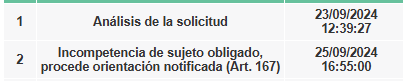 1 Análisis de la solicitud 23/09/2024
12:39:27
2 Incompetencia de sujeto obligado, 25/09/2024
procede orientación notificada (Art. 167) 16:55:00